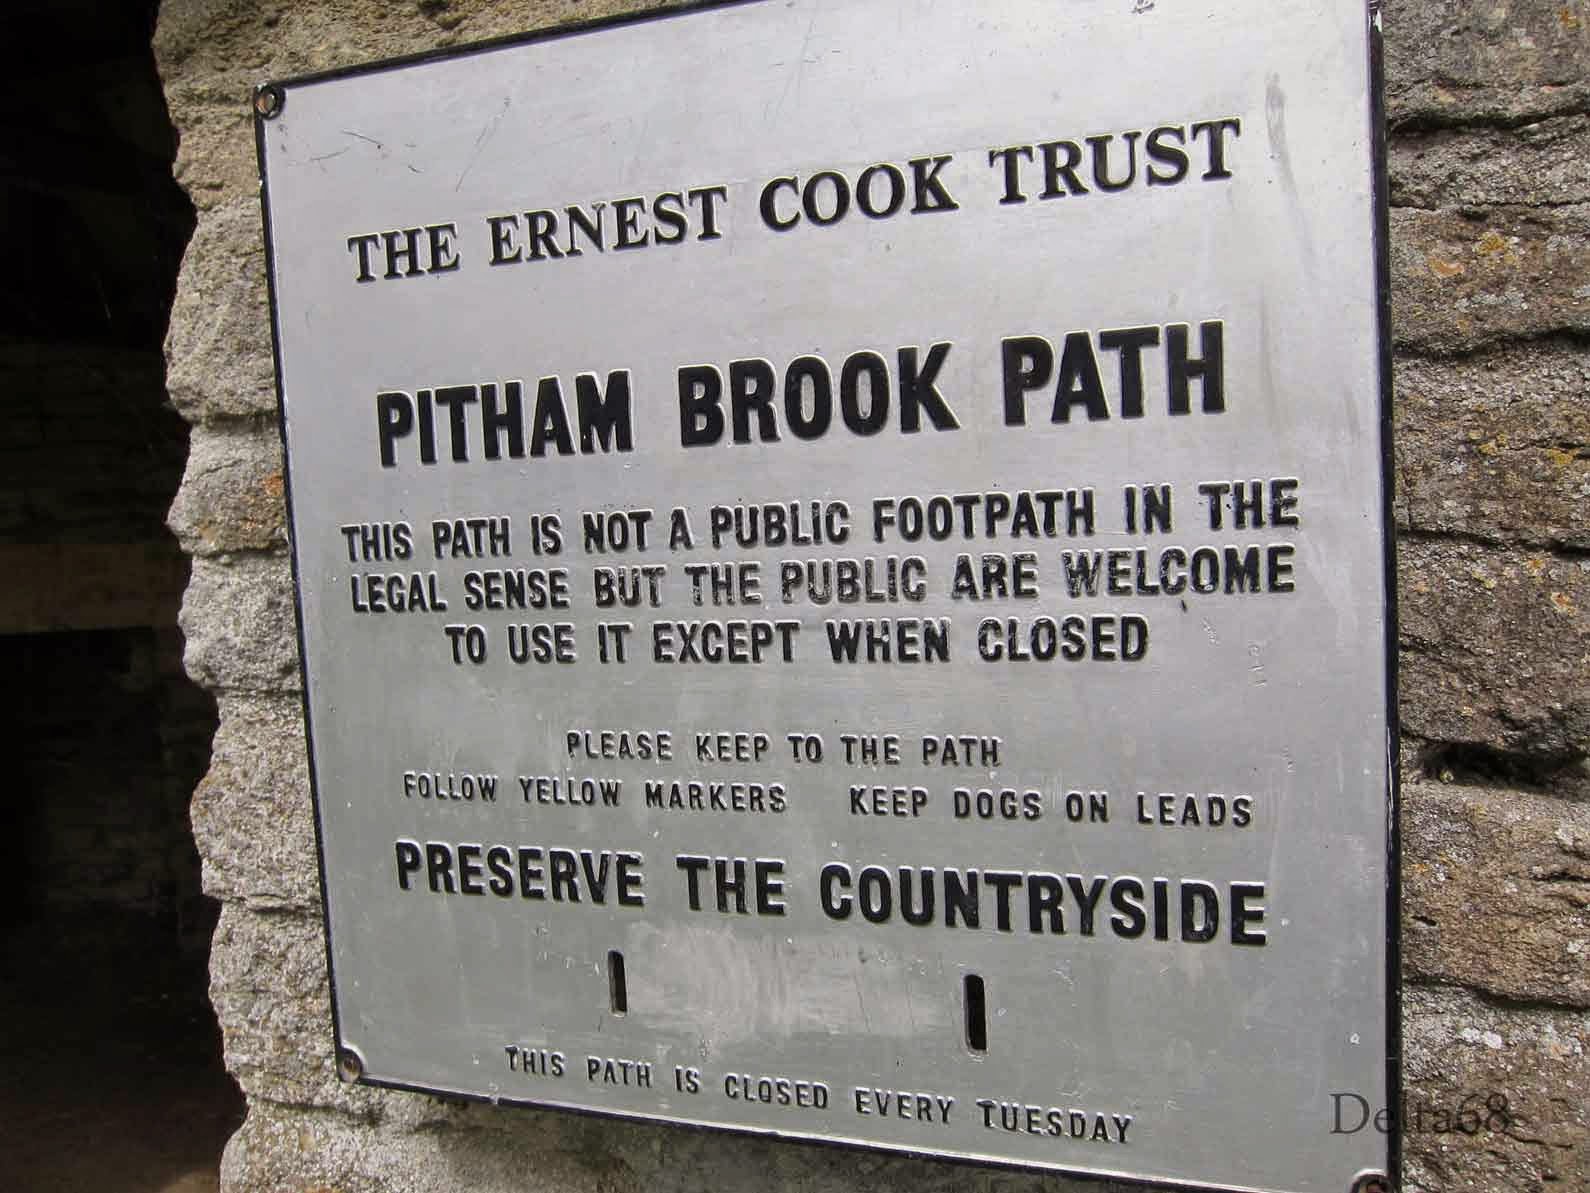 THE ERNEST COOK TRUST
PITHAM BROOK PATH
THIS PATH IS NOT A PUBLIC FOOTPATH IN THE
LEGAL SENSE BUT THE PUBLIC ARE WELCOME
TO USE IT EXCEPT WHEN CLOSED
PLEASE KEEP TO THE PATH
FOLLOW YELLOW MARKERS KEEP DOGS ON LEADS
PRESERVE THE COUNTRYSIDE
THIS PATH IS CLOSED EVERY TUESDAY
Delta68